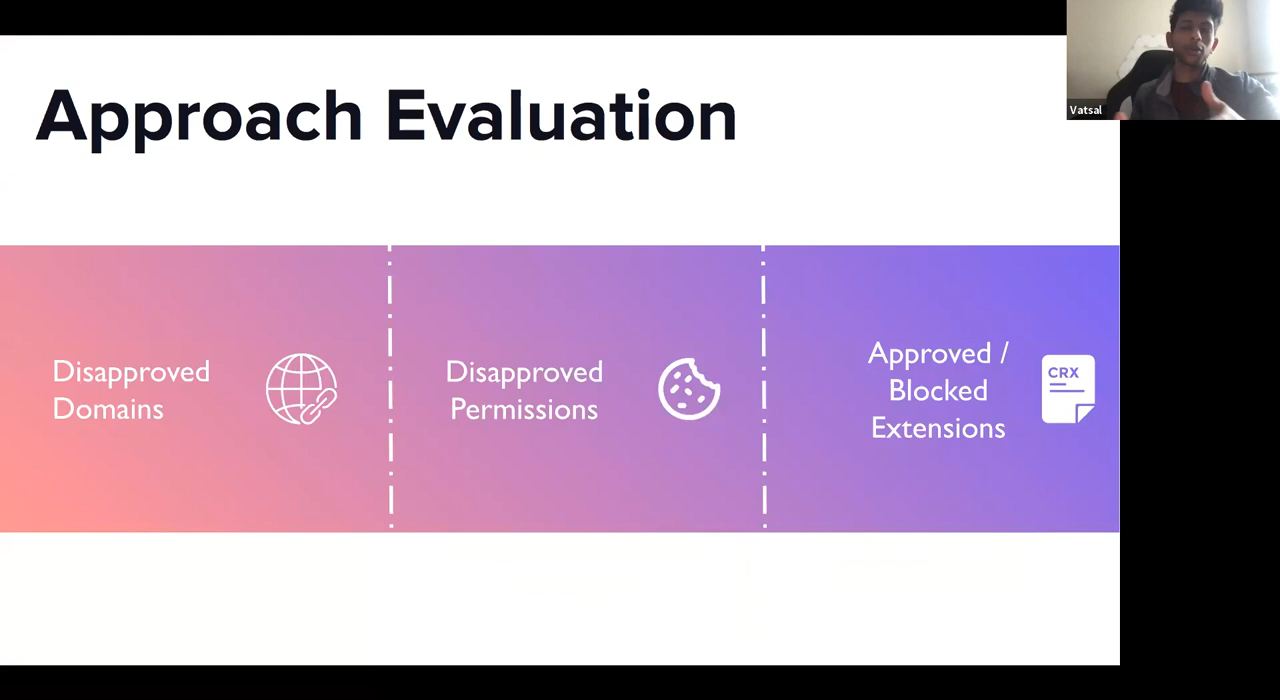 Approach Evaluation
Vatsal
Disapproved
Domains
Disapproved
Permissions
Approved /
Blocked
Extensions
CRX